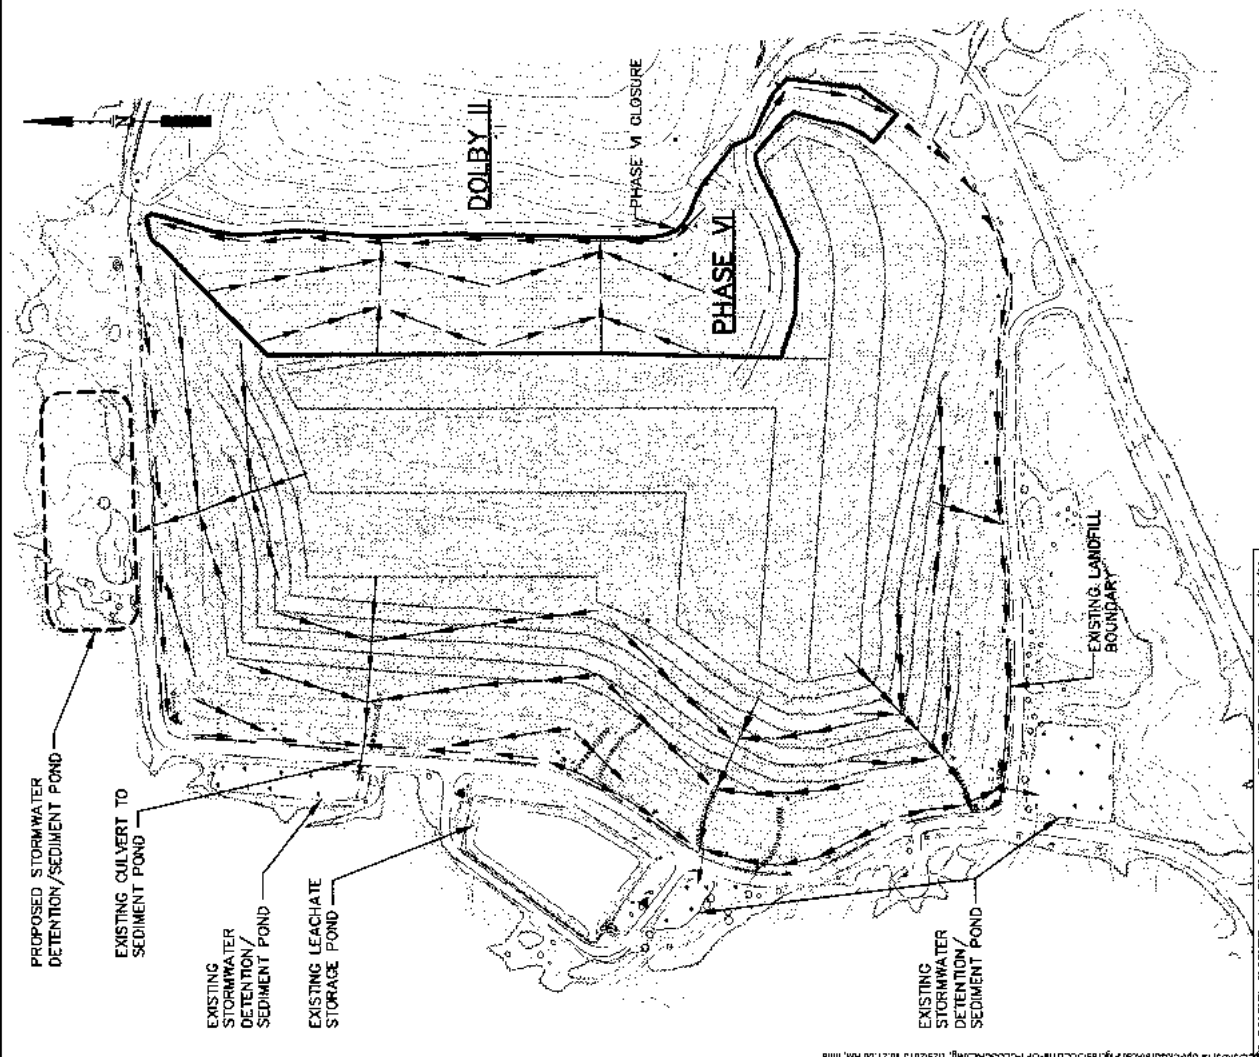 PROPOSED STORMWATER
DETENTION/SEDIMENT POND
EXISTING CULVERT TO
SEDIMENT POND
EXISTING
STORMWATER
DETENTION/
SEDIMENT POND
EXISTING LEACHATE
STORAGE POND
EXISTING
STORMWATER
DETENTION/
SEDIMENT POND
EXISTING LANDFILL
BOUNDARY
PHASE VI
DOLBY II
PHASE VI CLOSURE
N